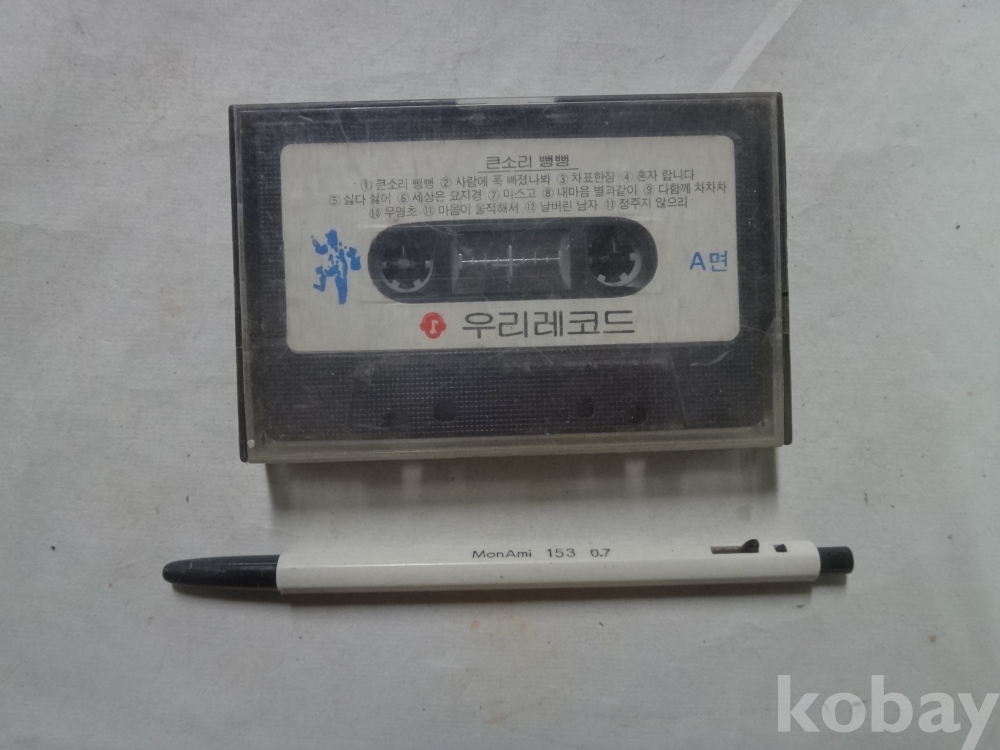 큰소리 뻥뻥
① 큰소리 뻥뻥 ② 사랑에 푹 빠졌나봐 ③ 차표한장 ④ 혼자 랍니다
⑤ 싫다 싫어 ⑥ 세상은 요지경 ⑦ 미스고 ⑧ 내마음 별과같이 ⑨ 다함께 차차차
⑩ 무명초 ⑪ 마음이 울적해서 ⑫ 날버린 남자 ⑬ 정주지 않으리
A면
우리레코드
MonAmi 153 0.7
kobay